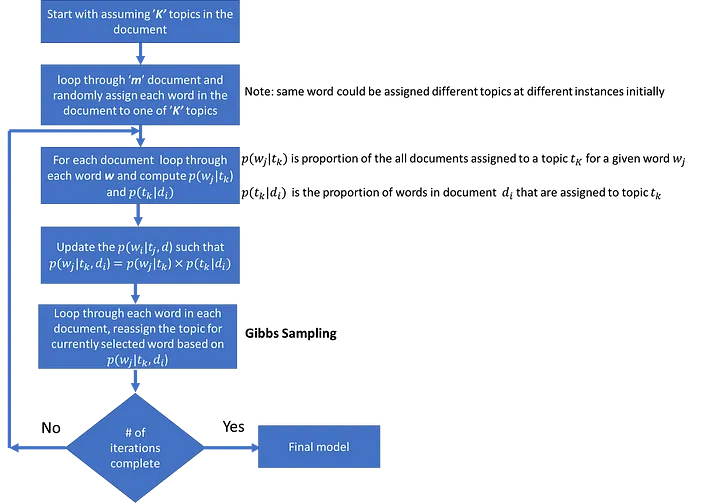 Start with assuming 'K' topics in the
document
loop through 'm' document and
randomly assign each word in the
document to one of 'K' topics
Note: same word could be assigned different topics at different instances initially
For each document loop through
each word w and compute p(w_j|t_k)
and p(t_k|d_i)
p(w_j|t_k) is proportion of the all documents assigned to a topic t_K for a given word w_j
p(t_k|d_i) is the proportion of words in document d_i that are assigned to topic t_k
Update the p(w_i|t_j, d) such that
p(w_j|t_k, d_i) = p(w_j|t_k) × p(t_k|d_i)
Loop through each word in each
document, reassign the topic for
currently selected word based on
p(w_j|t_k, d_i)
Gibbs Sampling
No
# of
iterations
complete
Yes
Final model